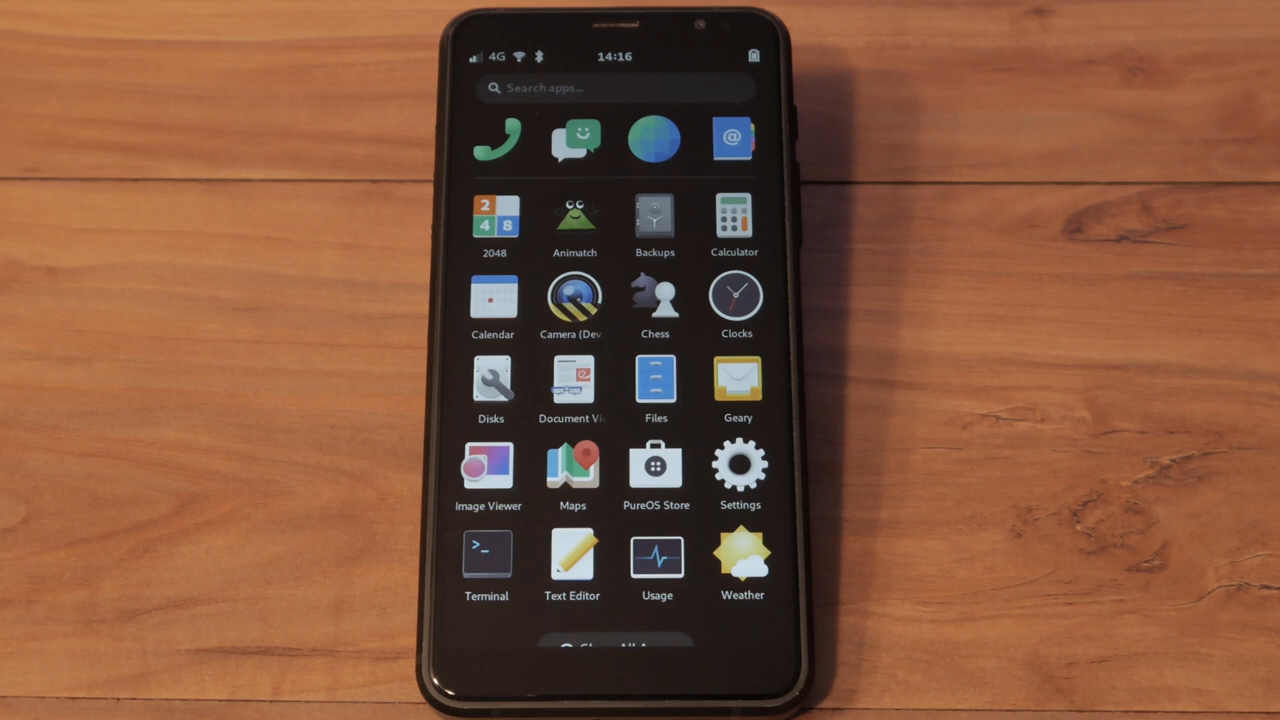 4G 14:16
Search apps...
@
2
4 8
2048 Animatch Backups Calculator
Calendar Camera (Dev Chess Clocks
Disks Document Vi Files Geary
Image Viewer Maps PureOS Store Settings
>_
Terminal Text Editor Usage Weather